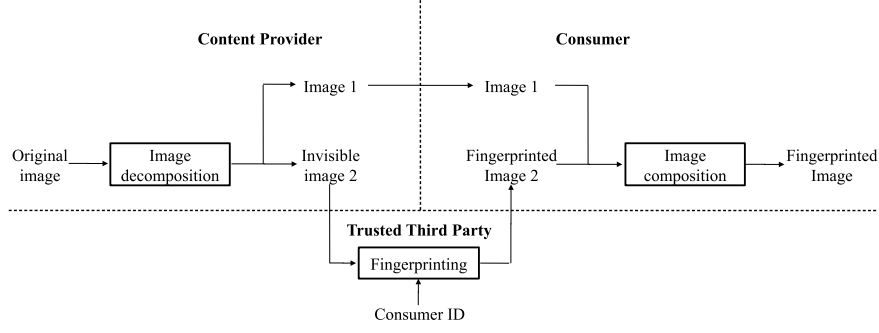 Content Provider
Consumer
Image 1
Image 1
Original
image
Image
decomposition
Invisible
image 2
Fingerprinted
Image 2
Image
composition
Fingerprinted
Image
Trusted Third Party
Fingerprinting
Consumer ID